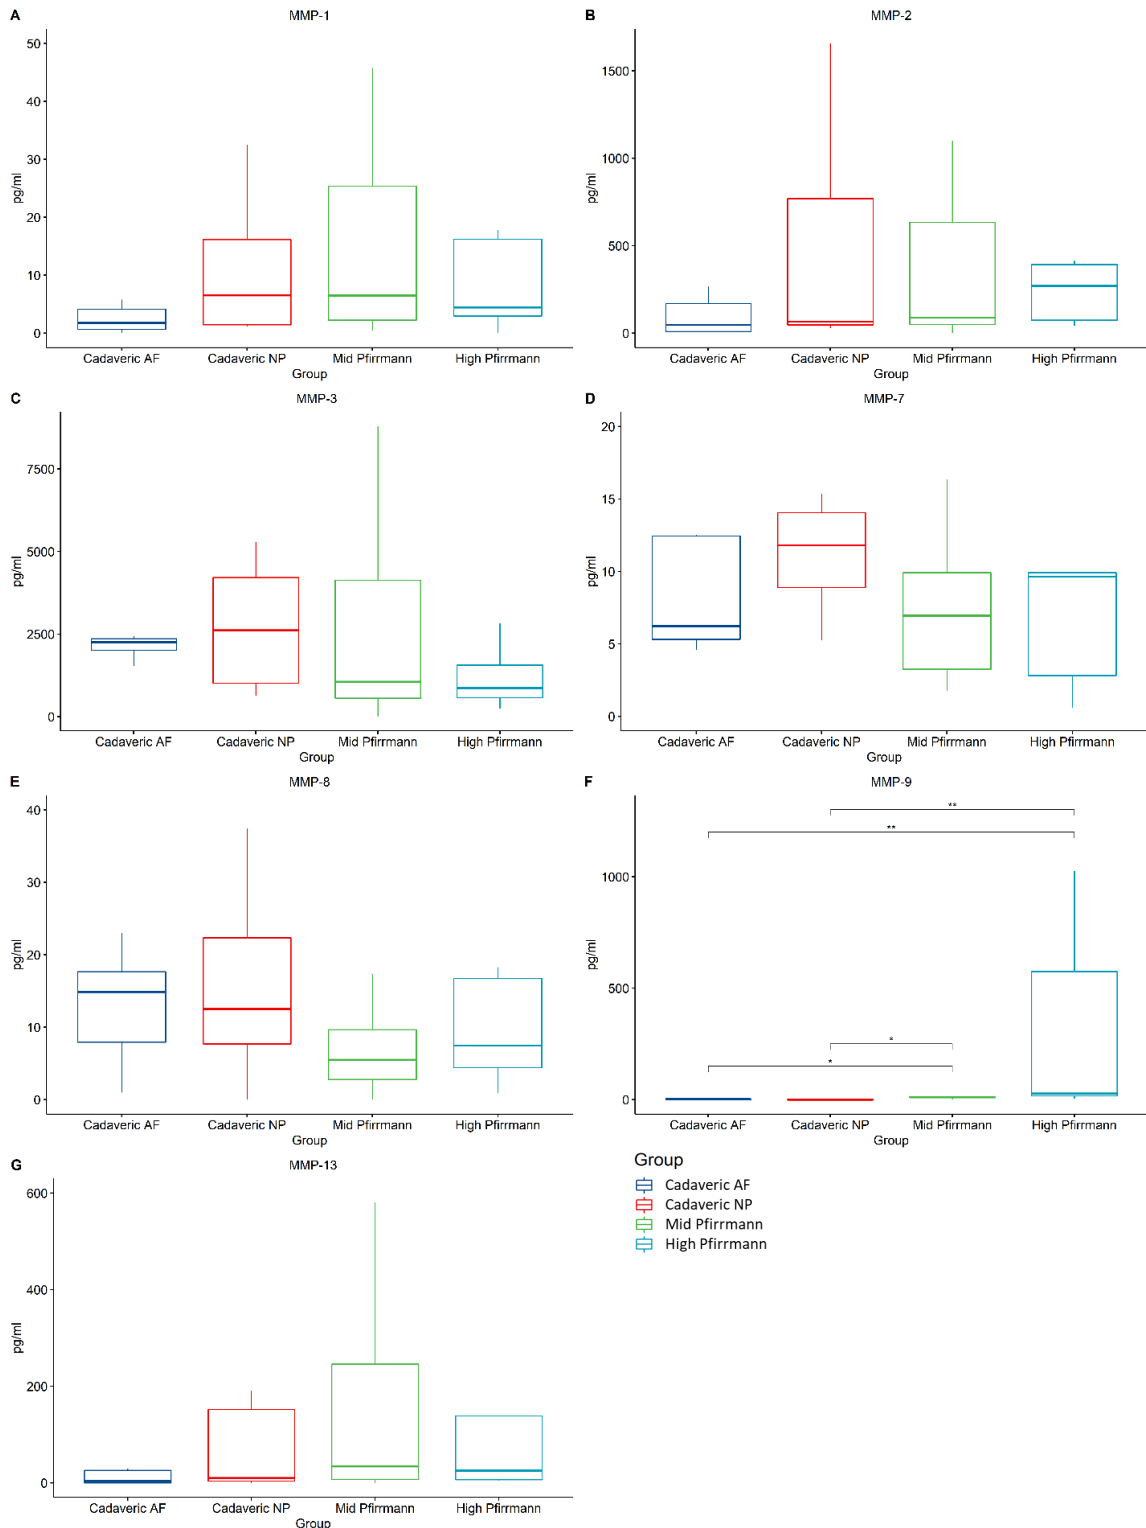 A
MMP-1
pg/ml
50
40
30
20
10
0
Cadaveric AF Cadaveric NP Mid Pfirrmann High Pfirrmann
Group
B
MMP-2
pg/ml
1500
1000
500
0
Cadaveric AF Cadaveric NP Mid Pfirrmann High Pfirrmann
Group
C
MMP-3
pg/ml
7500
5000
2500
0
Cadaveric AF Cadaveric NP Mid Pfirrmann High Pfirrmann
Group
D
MMP-7
pg/ml
20
15
10
5
0
Cadaveric AF Cadaveric NP Mid Pfirrmann High Pfirrmann
Group
E
MMP-8
pg/ml
40
30
20
10
0
Cadaveric AF Cadaveric NP Mid Pfirrmann High Pfirrmann
Group
F
MMP-9
**
**
*
*
pg/ml
1000
500
0
Cadaveric AF Cadaveric NP Mid Pfirrmann High Pfirrmann
Group
G
MMP-13
pg/ml
600
400
200
0
Cadaveric AF Cadaveric NP Mid Pfirrmann High Pfirrmann
Group
Group
Cadaveric AF
Cadaveric NP
Mid Pfirrmann
High Pfirrmann